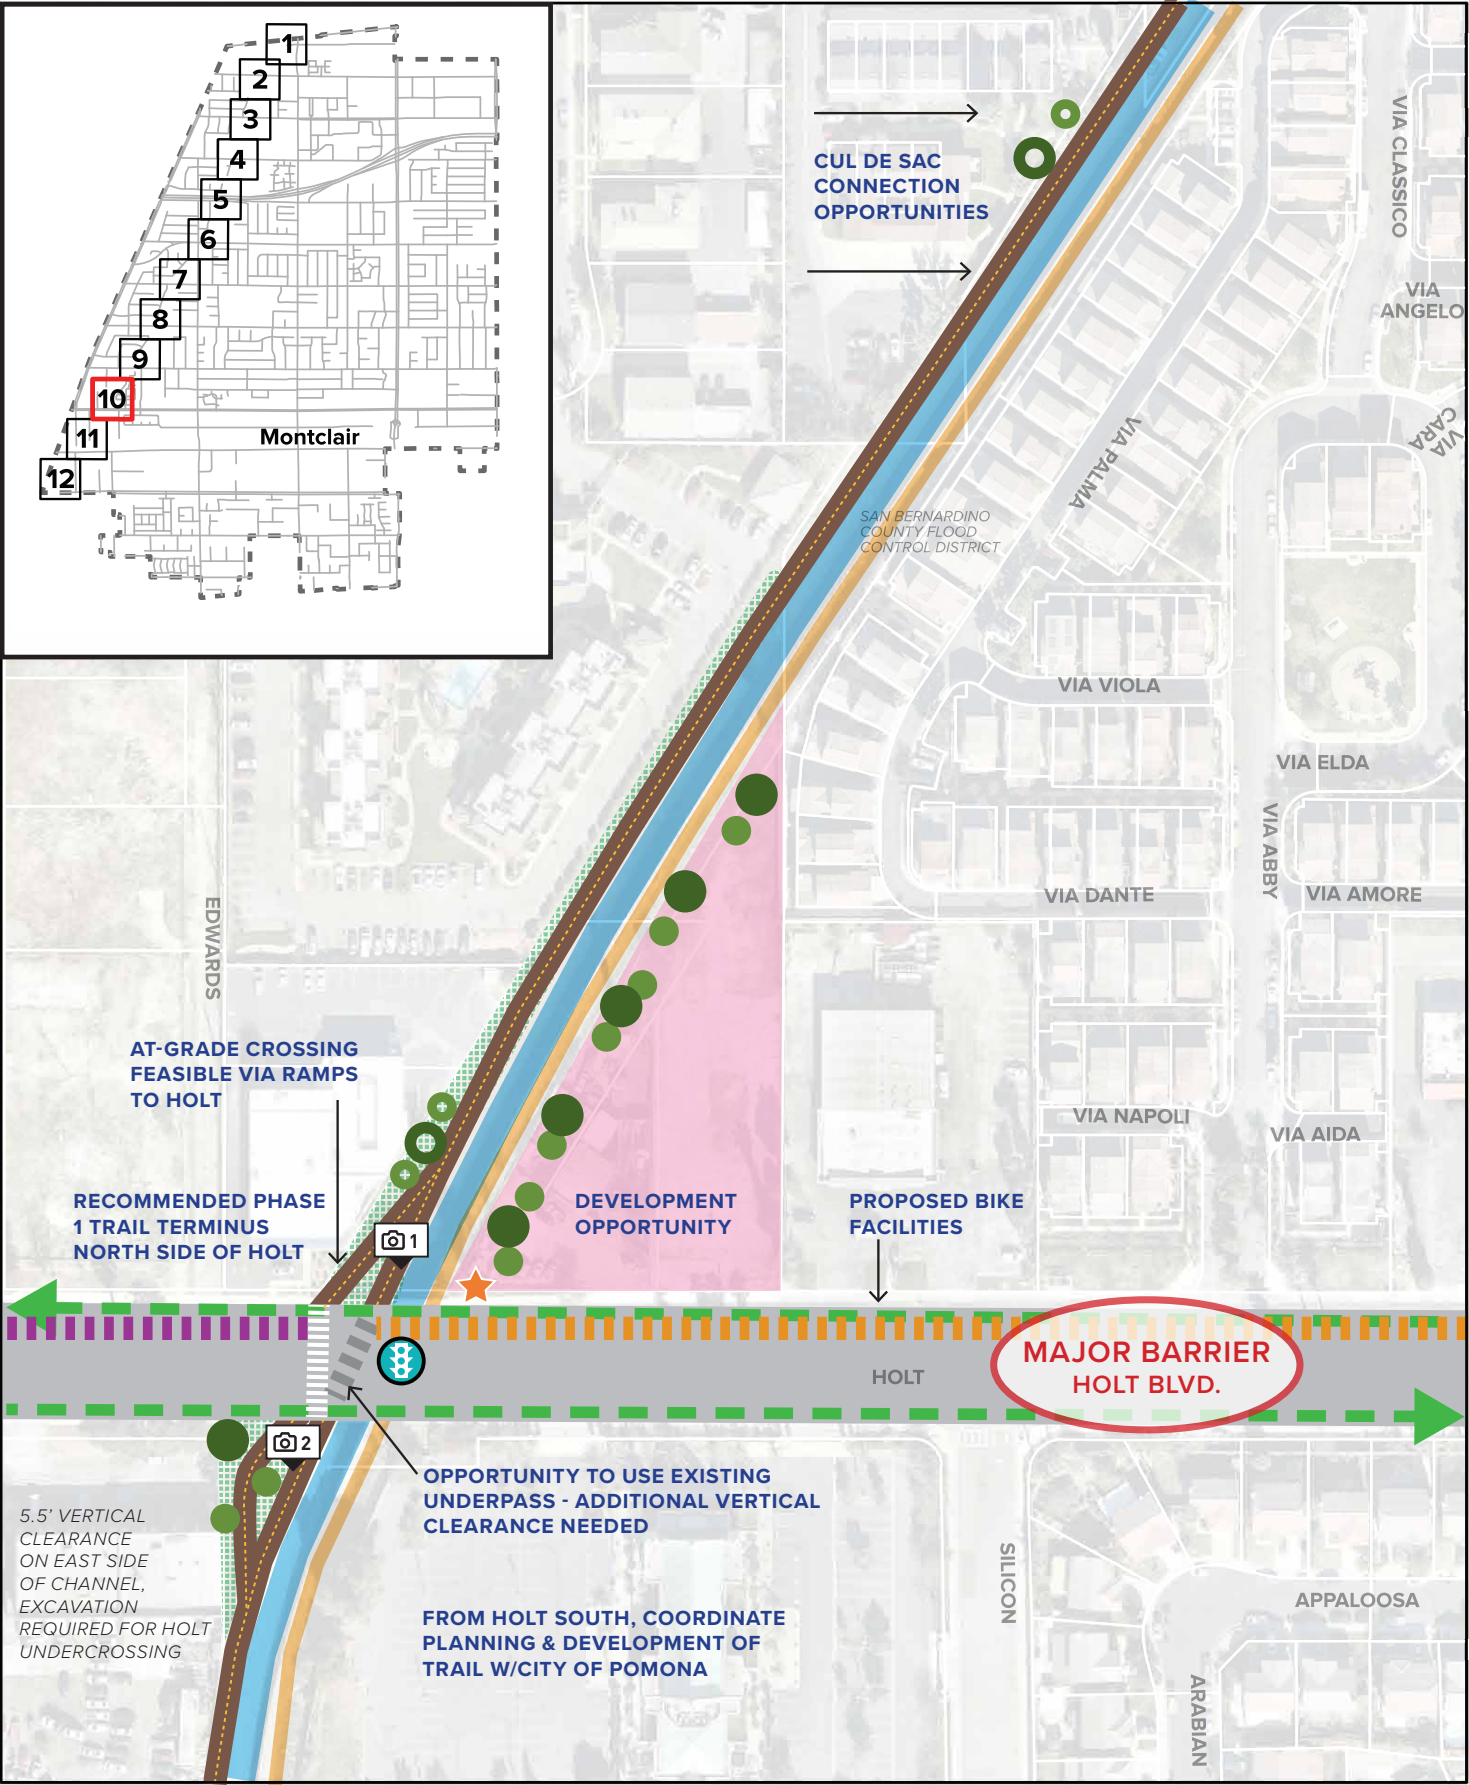 1
2
3
4
5
6
7
8
9
10
11
12
Montclair
CUL DE SAC
CONNECTION
OPPORTUNITIES
VIA CLASSICO
VIA
ANGELO
VIA
CARA
VIA PALMA
SAN BERNARDINO
COUNTY FLOOD
CONTROL DISTRICT
VIA VIOLA
VIA ELDA
VIA ABBY
VIA DANTE
VIA AMORE
EDWARDS
AT-GRADE CROSSING
FEASIBLE VIA RAMPS
TO HOLT
VIA NAPOLI
VIA AIDA
RECOMMENDED PHASE
1 TRAIL TERMINUS
NORTH SIDE OF HOLT
1
DEVELOPMENT
OPPORTUNITY
PROPOSED BIKE
FACILITIES
HOLT
MAJOR BARRIER
HOLT BLVD.
2
OPPORTUNITY TO USE EXISTING
UNDERPASS - ADDITIONAL VERTICAL
CLEARANCE NEEDED
5.5' VERTICAL
CLEARANCE
ON EAST SIDE
OF CHANNEL,
EXCAVATION
REQUIRED FOR HOLT
UNDERCROSSING
FROM HOLT SOUTH, COORDINATE
PLANNING & DEVELOPMENT OF
TRAIL W/CITY OF POMONA
SILICON
APPALOOSA
ARABIAN